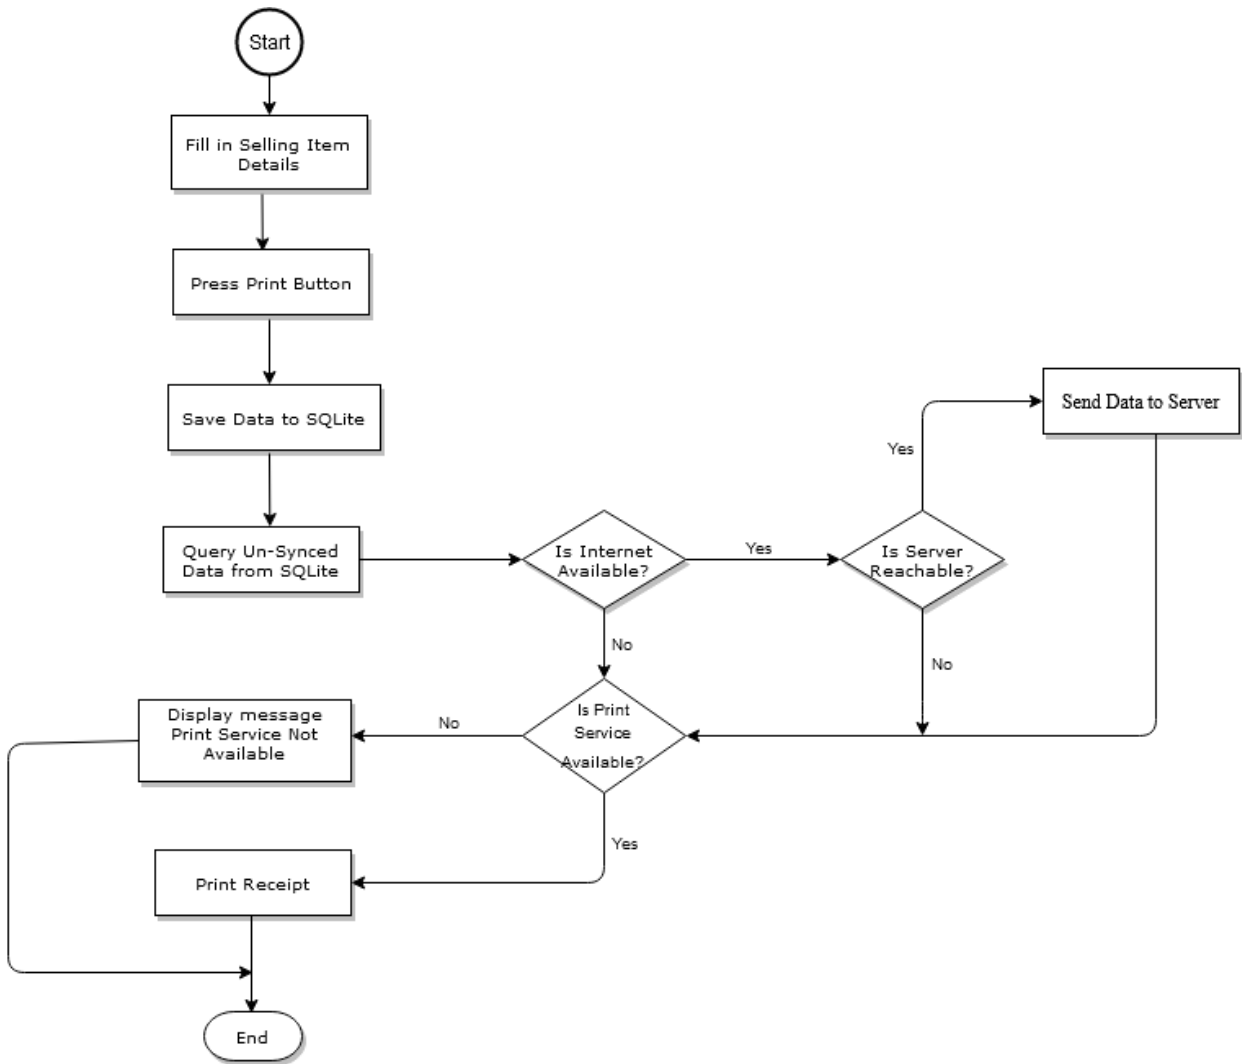 Start
Fill in Selling Item
Details
Press Print Button
Save Data to SQLite
Send Data to Server
Yes
Query Un-Synced
Data from SQLite
Is Internet
Available?
Yes
Is Server
Reachable?
No
No
Display message
Print Service Not
Available
No
Is Print
Service
Available?
Yes
Print Receipt
End